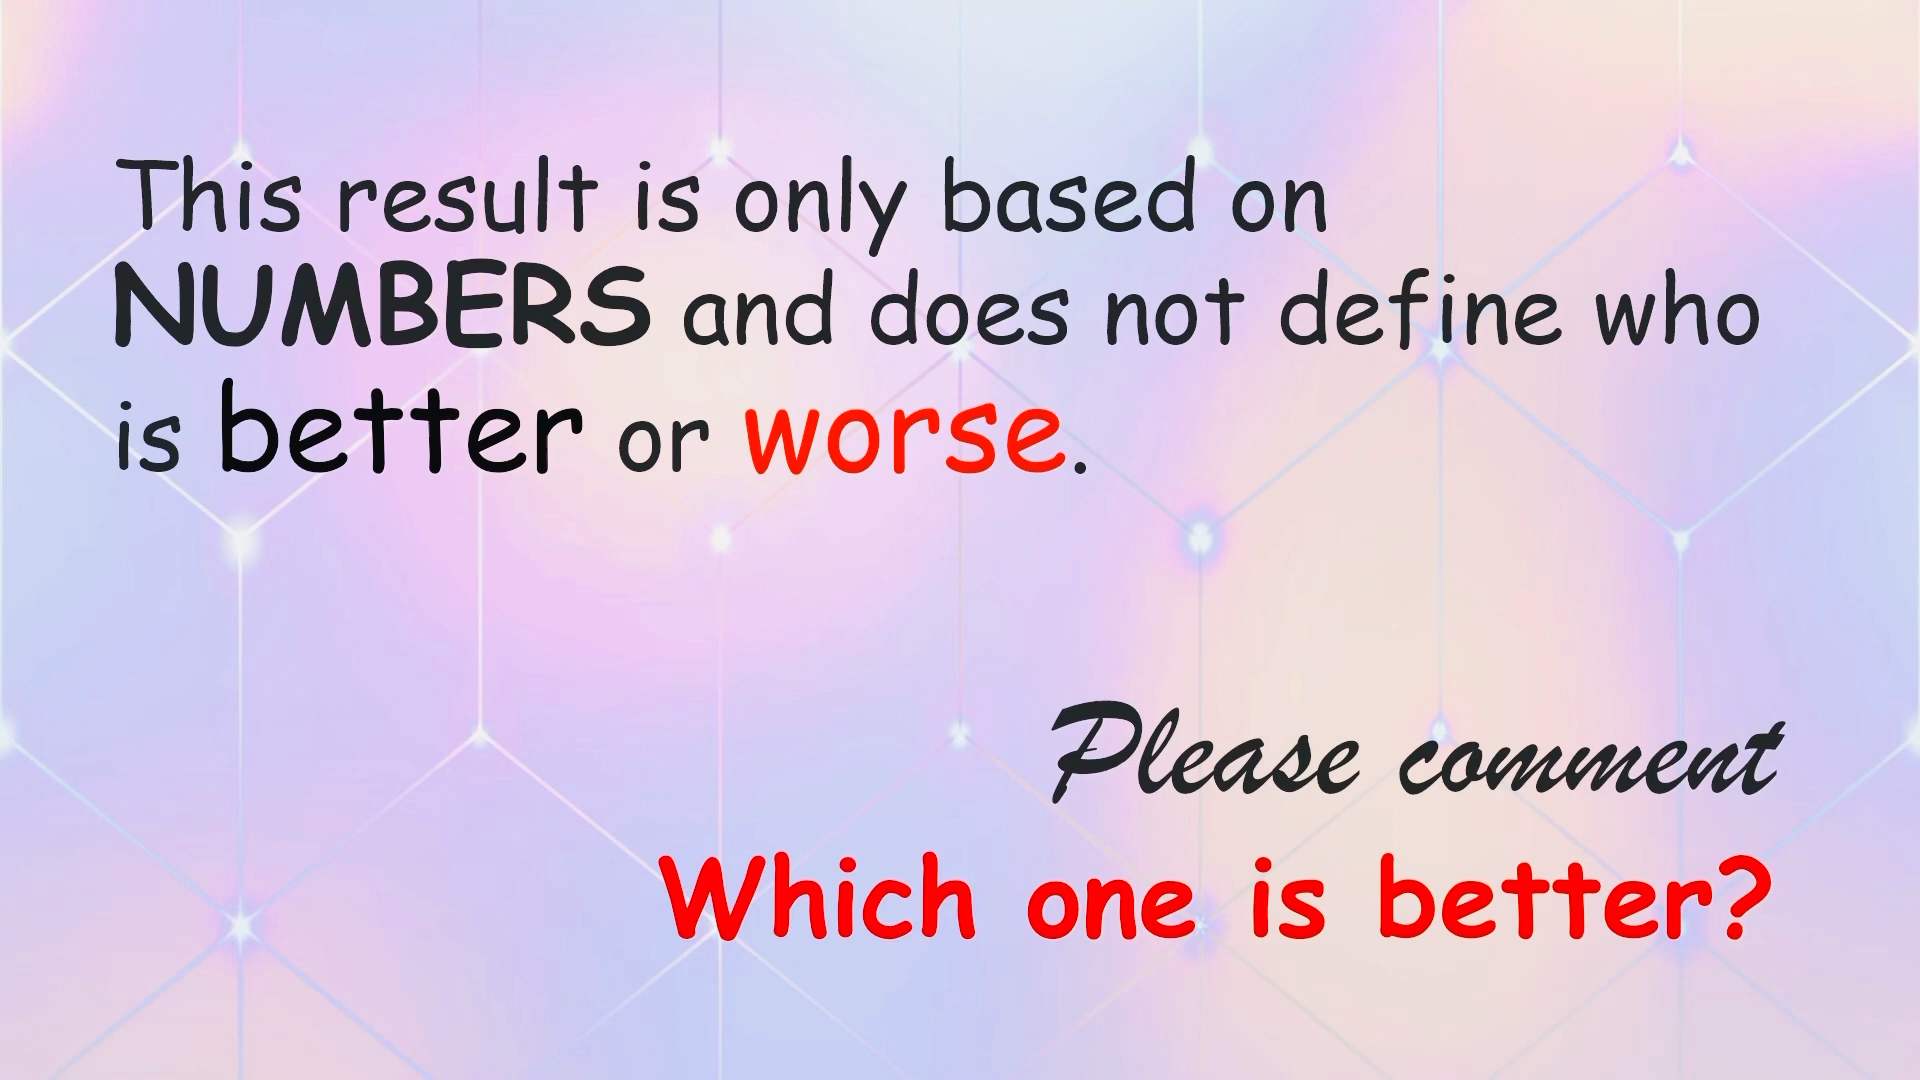 This result is only based on
NUMBERS and does not define who
is better or worse.
Please comment
Which one is better?